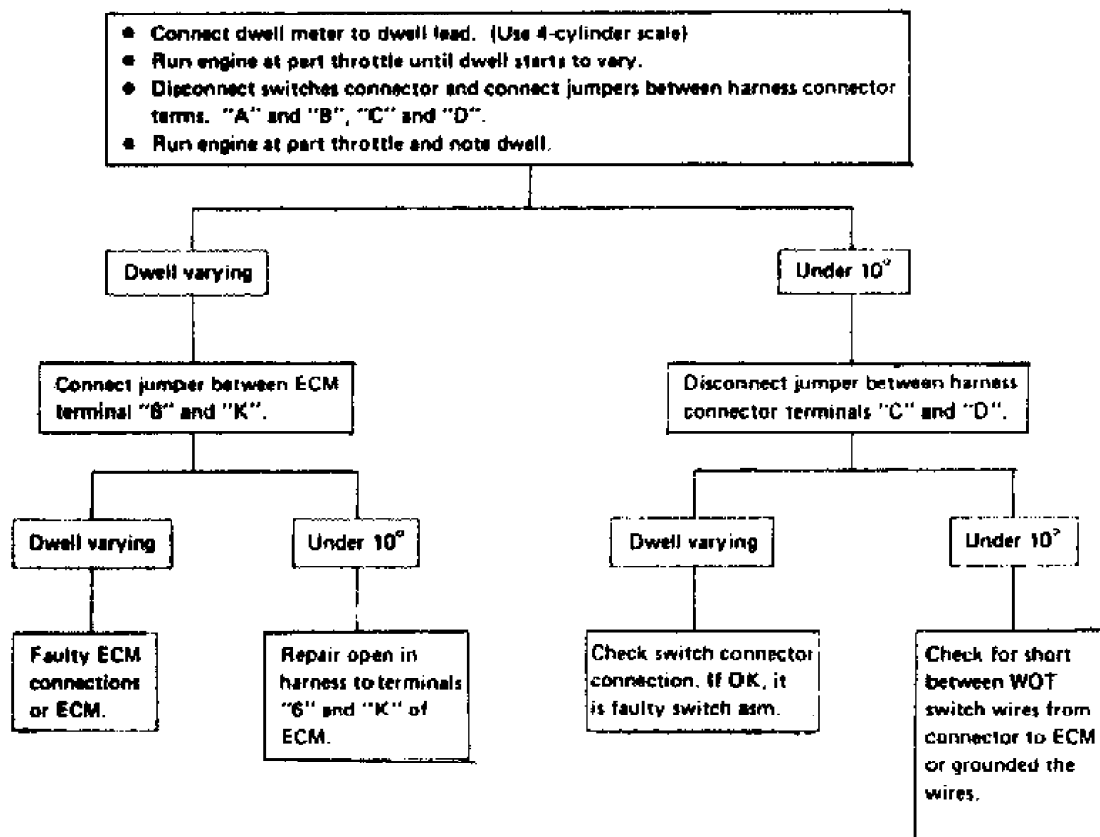 ● Connect dwell meter to dwell lead. (Use 4-cylinder scale)
● Run engine at part throttle until dwell starts to vary.
● Disconnect switches connector and connect jumpers between harness connector
terms. "A" and "B", "C" and "D".
● Run engine at part throttle and note dwell.
Dwell varying
Under 10°
Connect jumper between ECM
terminal "6" and "K".
Disconnect jumper between harness
connector terminals "C" and "D".
Dwell varying
Under 10°
Dwell varying
Under 10°
Faulty ECM
connections
or ECM.
Repair open in
harness to terminals
"6" and "K" of
ECM.
Check switch connector
connection. If OK, it
is faulty switch asm.
Check for short
between WOT
switch wires from
connector to ECM
or grounded the
wires.